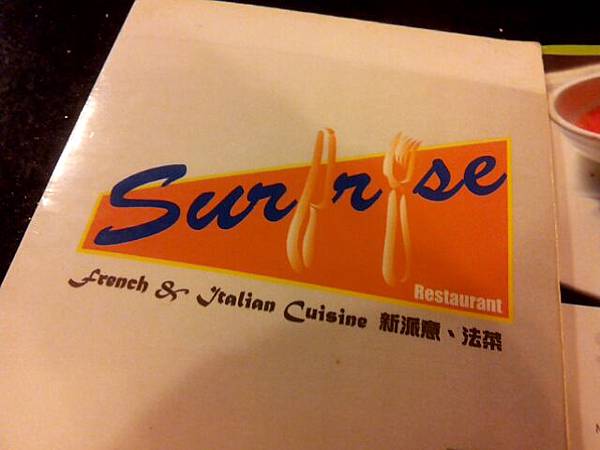 Surprise
Restaurant
French & Italian Cuisine 新派意、法菜